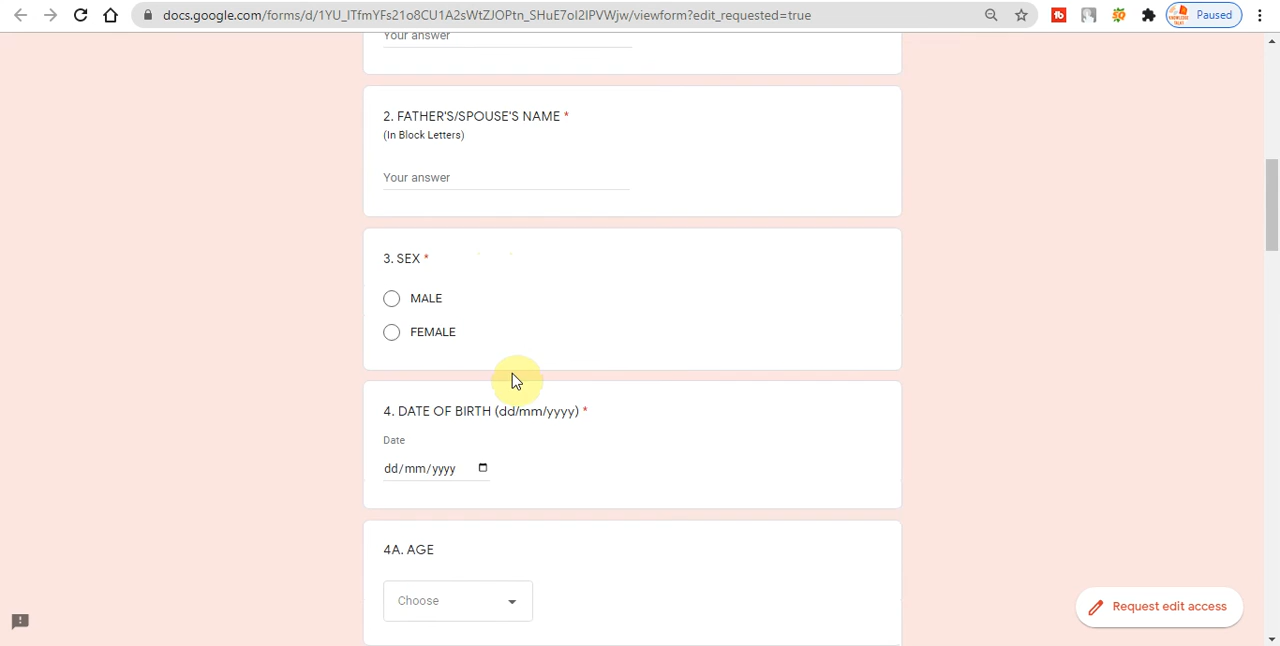 docs.google.com/forms/d/1YU_ITfmYFs21o8CU1A2sWtZJOPtn_SHuE7oI2IPVWjw/viewform?edit_requested=true
Paused
Your answer
2. FATHER'S/SPOUSE'S NAME *
(In Block Letters)
Your answer
3. SEX *
MALE
FEMALE
4. DATE OF BIRTH (dd/mm/yyyy) *
Date
dd/mm/yyyy
4A. AGE
Choose
Request edit access